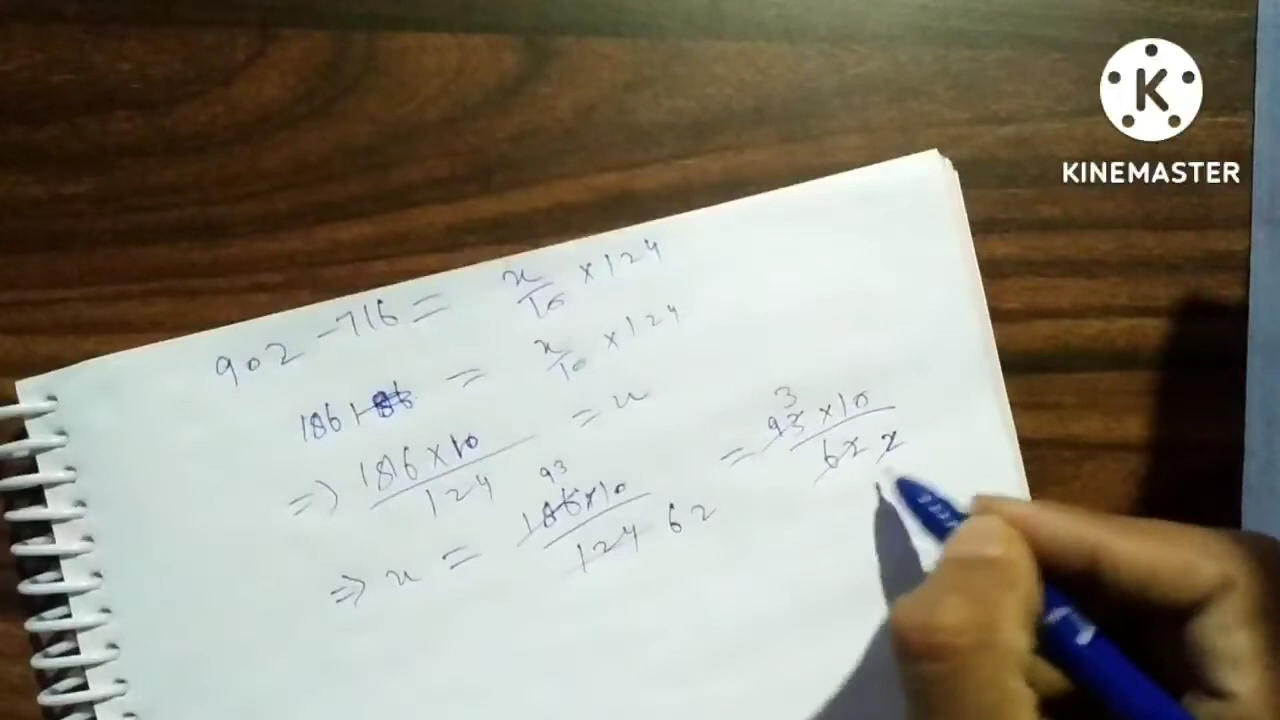 K
KINEMASTER
902 - 716 = x/10 × 124
186 = x/10 × 124
=> 186 × 10 / 124 = x
=> x = 186 × 10 / 124 93 62
= 93 × 10 / 62 3 2